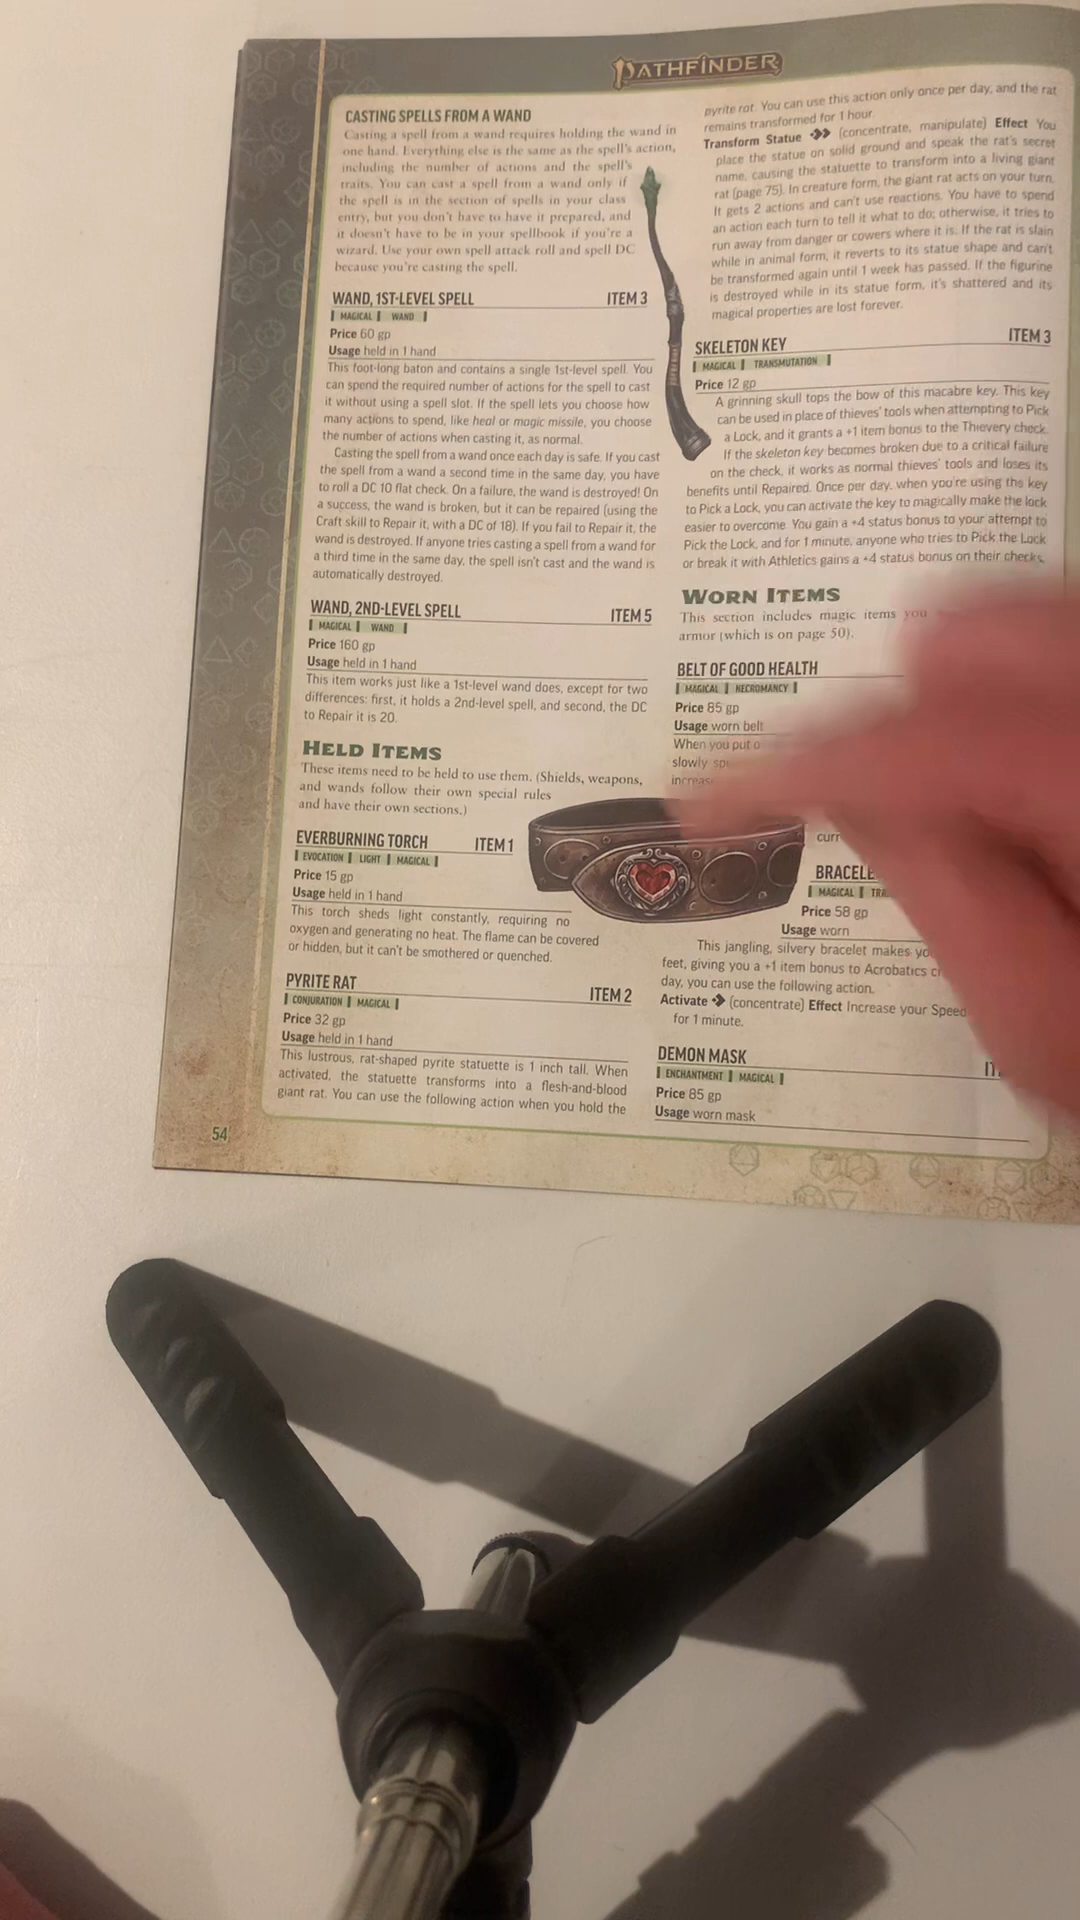 PATHFINDER
CASTING SPELLS FROM A WAND
Casting a spell from a wand requires holding the wand in
one hand. Everything else is the same as the spell's action,
including the number of actions and the spell's
traits. You can cast a spell from a wand only if
the spell is in the section of spells in your class
entry, but you don't have to have it prepared, and
it doesn't have to be in your spellbook if you're a
wizard. Use your own spell attack roll and spell DC
because you're casting the spell.
WAND, 1ST-LEVEL SPELL ITEM 3
MAGICAL WAND
Price 60 gp
Usage held in 1 hand
This foot-long baton and contains a single 1st-level spell. You
can spend the required number of actions for the spell to cast
it without using a spell slot. If the spell lets you choose how
many actions to spend, like heal or magic missile, you choose
the number of actions when casting it, as normal.
Casting the spell from a wand once each day is safe. If you cast
the spell from a wand a second time in the same day, you have
to roll a DC 10 flat check. On a failure, the wand is destroyed! On
a success, the wand is broken, but it can be repaired (using the
Craft skill to Repair it, with a DC of 18). If you fail to Repair it, the
wand is destroyed. If anyone tries casting a spell from a wand for
a third time in the same day, the spell isn't cast and the wand is
automatically destroyed.
WAND, 2ND-LEVEL SPELL ITEM 5
MAGICAL WAND
Price 160 gp
Usage held in 1 hand
This item works just like a 1st-level wand does, except for two
differences: first, it holds a 2nd-level spell, and second, the DC
to Repair it is 20.
HELD ITEMS
These items need to be held to use them. (Shields, weapons,
and wands follow their own special rules
and have their own sections.)
EVERBURNING TORCH ITEM 1
EVOCATION LIGHT MAGICAL
Price 15 gp
Usage held in 1 hand
This torch sheds light constantly, requiring no
oxygen and generating no heat. The flame can be covered
or hidden, but it can't be smothered or quenched.
PYRITE RAT ITEM 2
CONJURATION MAGICAL
Price 32 gp
Usage held in 1 hand
This lustrous, rat-shaped pyrite statuette is 1 inch tall. When
activated, the statuette transforms into a flesh-and-blood
giant rat. You can use the following action when you hold the
54
pyrite rat. You can use this action only once per day, and the rat
remains transformed for 1 hour.
Transform Statue (concentrate, manipulate) Effect You
place the statue on solid ground and speak the rat's secret
name, causing the statuette to transform into a living giant
rat (page 75). In creature form, the giant rat acts on your turn.
It gets 2 actions and can't use reactions. You have to spend
an action each turn to tell it what to do; otherwise, it tries to
run away from danger or cowers where it is. If the rat is slain
while in animal form, it reverts to its statue shape and can't
be transformed again until 1 week has passed. If the figurine
is destroyed while in its statue form, it's shattered and its
magical properties are lost forever.
SKELETON KEY ITEM 3
MAGICAL TRANSMUTATION
Price 12 gp
A grinning skull tops the bow of this macabre key. This key
can be used in place of thieves' tools when attempting to Pick
a Lock, and it grants a +1 item bonus to the Thievery check.
If the skeleton key becomes broken due to a critical failure
on the check, it works as normal thieves' tools and loses its
benefits until Repaired. Once per day, when you're using the key
to Pick a Lock, you can activate the key to magically make the lock
easier to overcome. You gain a +4 status bonus to your attempt to
Pick the Lock, and for 1 minute, anyone who tries to Pick the Lock
or break it with Athletics gains a +4 status bonus on their checks.
WORN ITEMS
This section includes magic items you
armor (which is on page 50).
BELT OF GOOD HEALTH
MAGICAL NECROMANCY
Price 85 gp
Usage worn belt
When you put
slowly
curr
BRACELE
MAGICAL TRA
Price 58 gp
Usage worn
This jangling, silvery bracelet makes
feet, giving you a +1 item bonus to Acrobatics
day, you can use the following action.
Activate (concentrate) Effect Increase your Speed
for 1 minute.
DEMON MASK
ENCHANTMENT MAGICAL
Price 85 gp
Usage worn mask